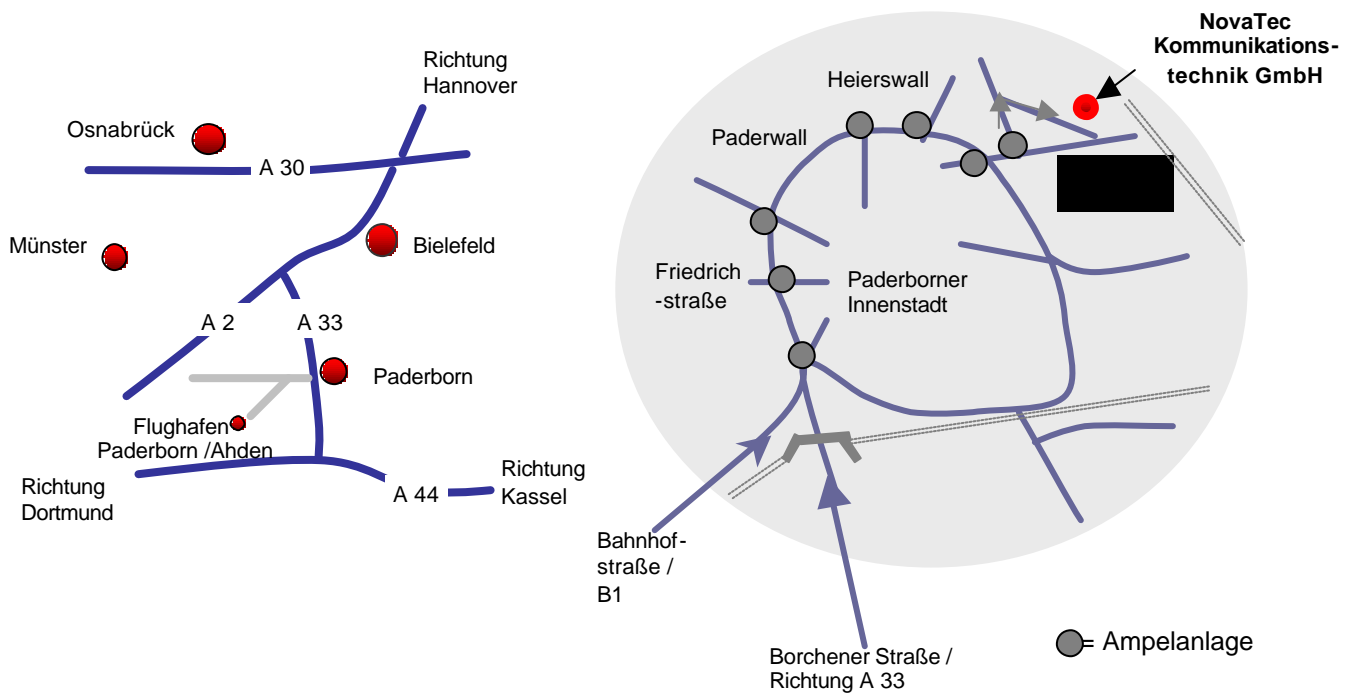 Richtung
Hannover
Osnabrück
A 30
Münster
Bielefeld
A 2
A 33
Paderborn
Flughafen
Paderborn /Ahden
Richtung
Dortmund
A 44
Richtung
Kassel
NovaTec
Kommunikations-
technik GmbH
Heierswall
Paderwall
Friedrich
-straße
Paderborner
Innenstadt
Bahnhof-
straße /
B1
Borchener Straße /
Richtung A 33
= Ampelanlage